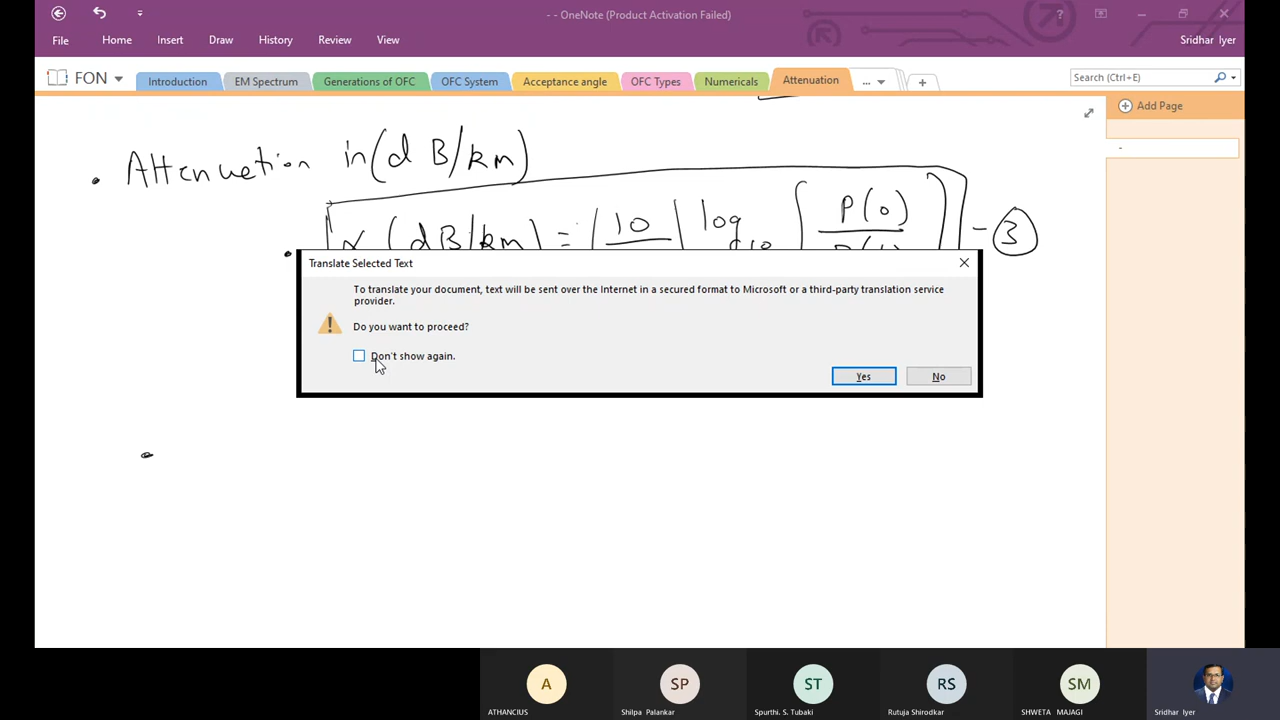 - - OneNote (Product Activation Failed)
?
File Home Insert Draw History Review View
Sridhar Iyer
FON
Introduction EM Spectrum Generations of OFC OFC System Acceptance angle OFC Types Numericals Attenuation ... +
Search (Ctrl+E)
Add Page
-
• Attenuation in (dB/km)
• α (dB/km) = 10 log 10 P(0) - 3
Translate Selected Text
To translate your document, text will be sent over the Internet in a secured format to Microsoft or a third-party translation service
provider.
Do you want to proceed?
Don't show again.
Yes No
A SP ST RS SM
ATHANCIUS Shilpa Palankar Spurthi. S. Tubaki Rutuja Shirodkar SHWETA MAJAGI Sridhar Iyer